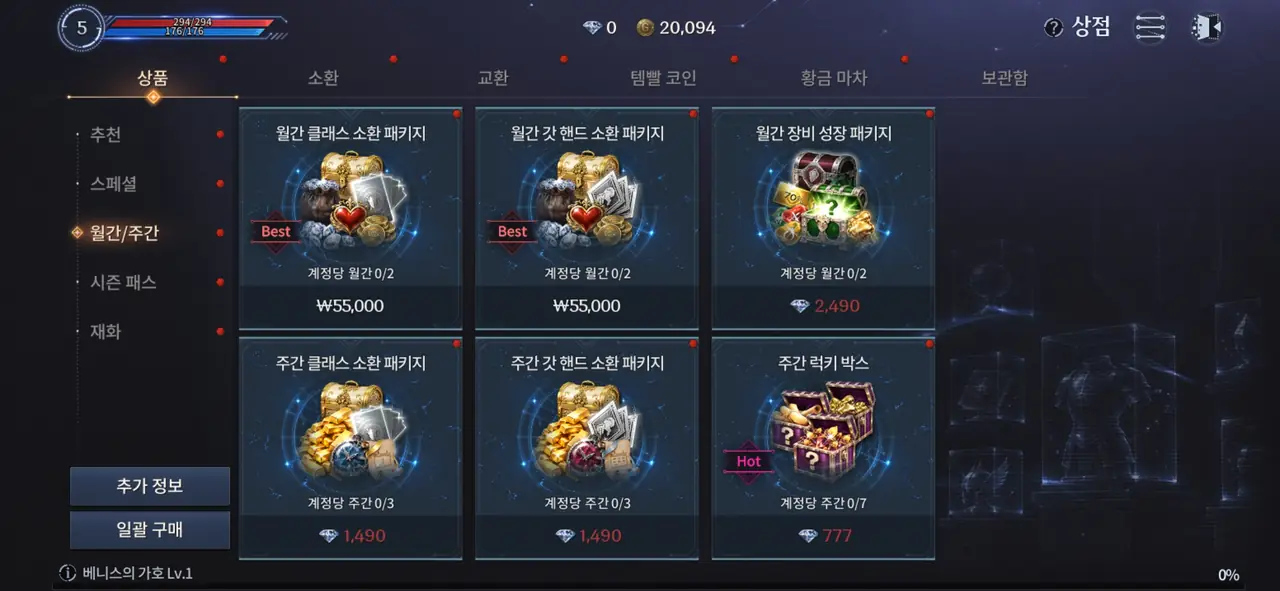 5
294/294
176/176
0
20,094
상점
상품
소환
교환
템빨 코인
황금 마차
보관함
추천
스페셜
월간/주간
시즌 패스
재화
추가 정보
일괄 구매
월간 클래스 소환 패키지
Best
계정당 월간 0/2
₩55,000
월간 갓 핸드 소환 패키지
Best
계정당 월간 0/2
₩55,000
월간 장비 성장 패키지
계정당 월간 0/2
2,490
주간 클래스 소환 패키지
계정당 주간 0/3
1,490
주간 갓 핸드 소환 패키지
계정당 주간 0/3
1,490
주간 럭키 박스
Hot
계정당 주간 0/7
777
베니스의 가호 Lv.1
0%